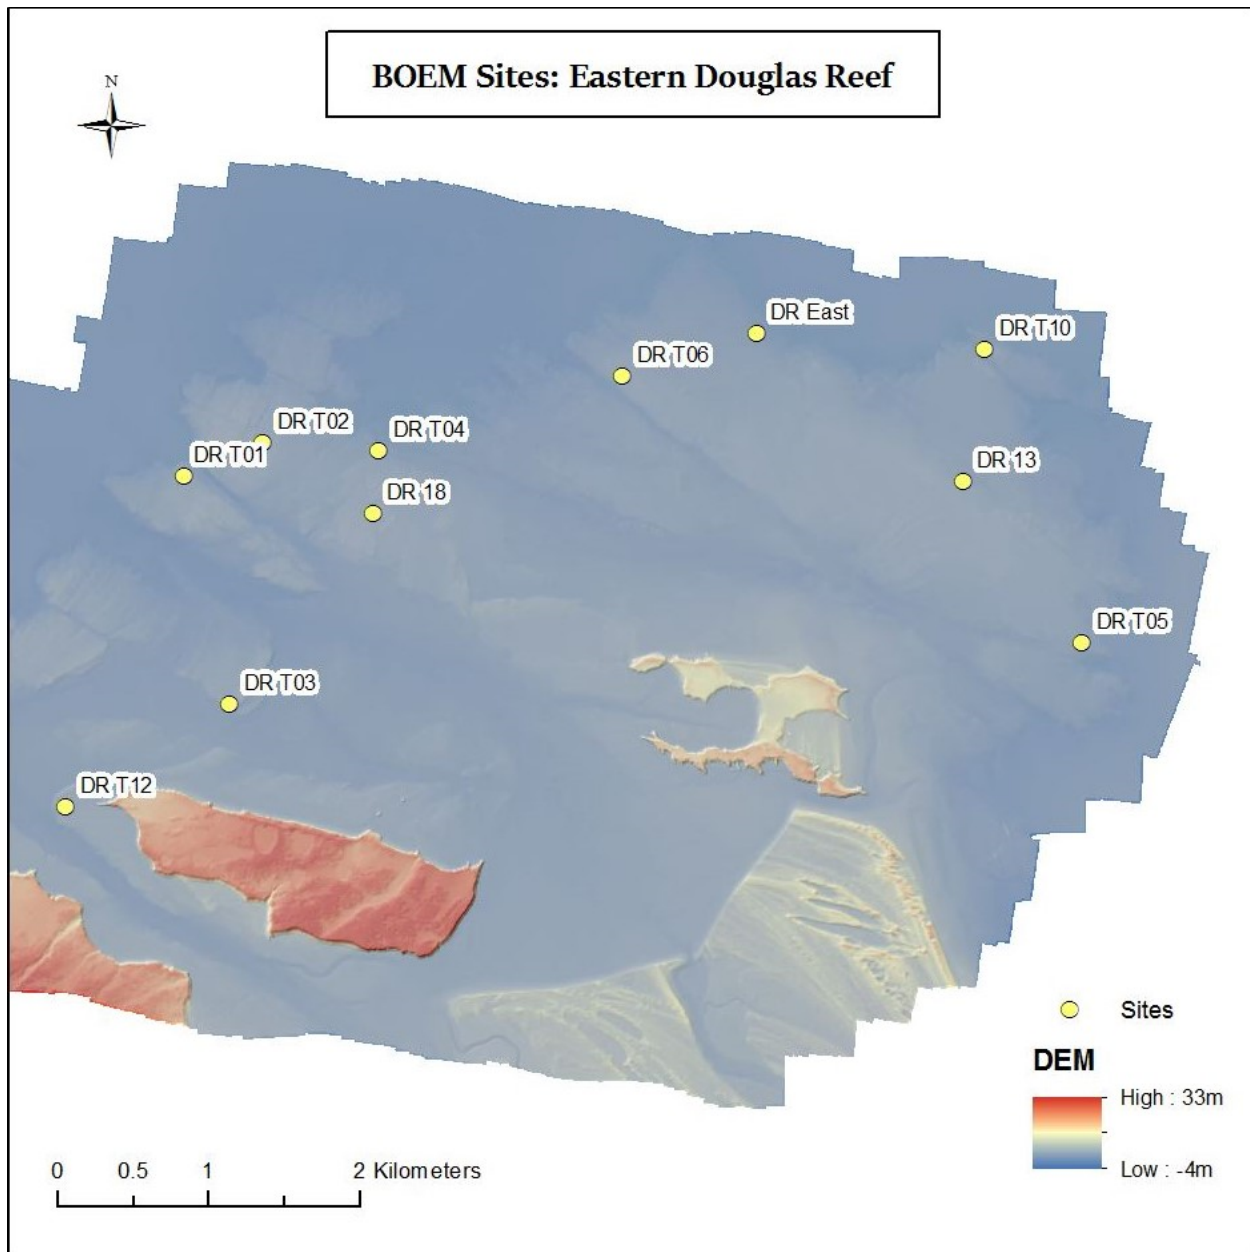 BOEM Sites: Eastern Douglas Reef
N
DR East
DR T10
DR T06
DR T02
DR T04
DR T01
DR 13
DR 18
DR T05
DR T03
DR T12
Sites
DEM
High : 33m
Low : -4m
0 0.5 1 2 Kilometers